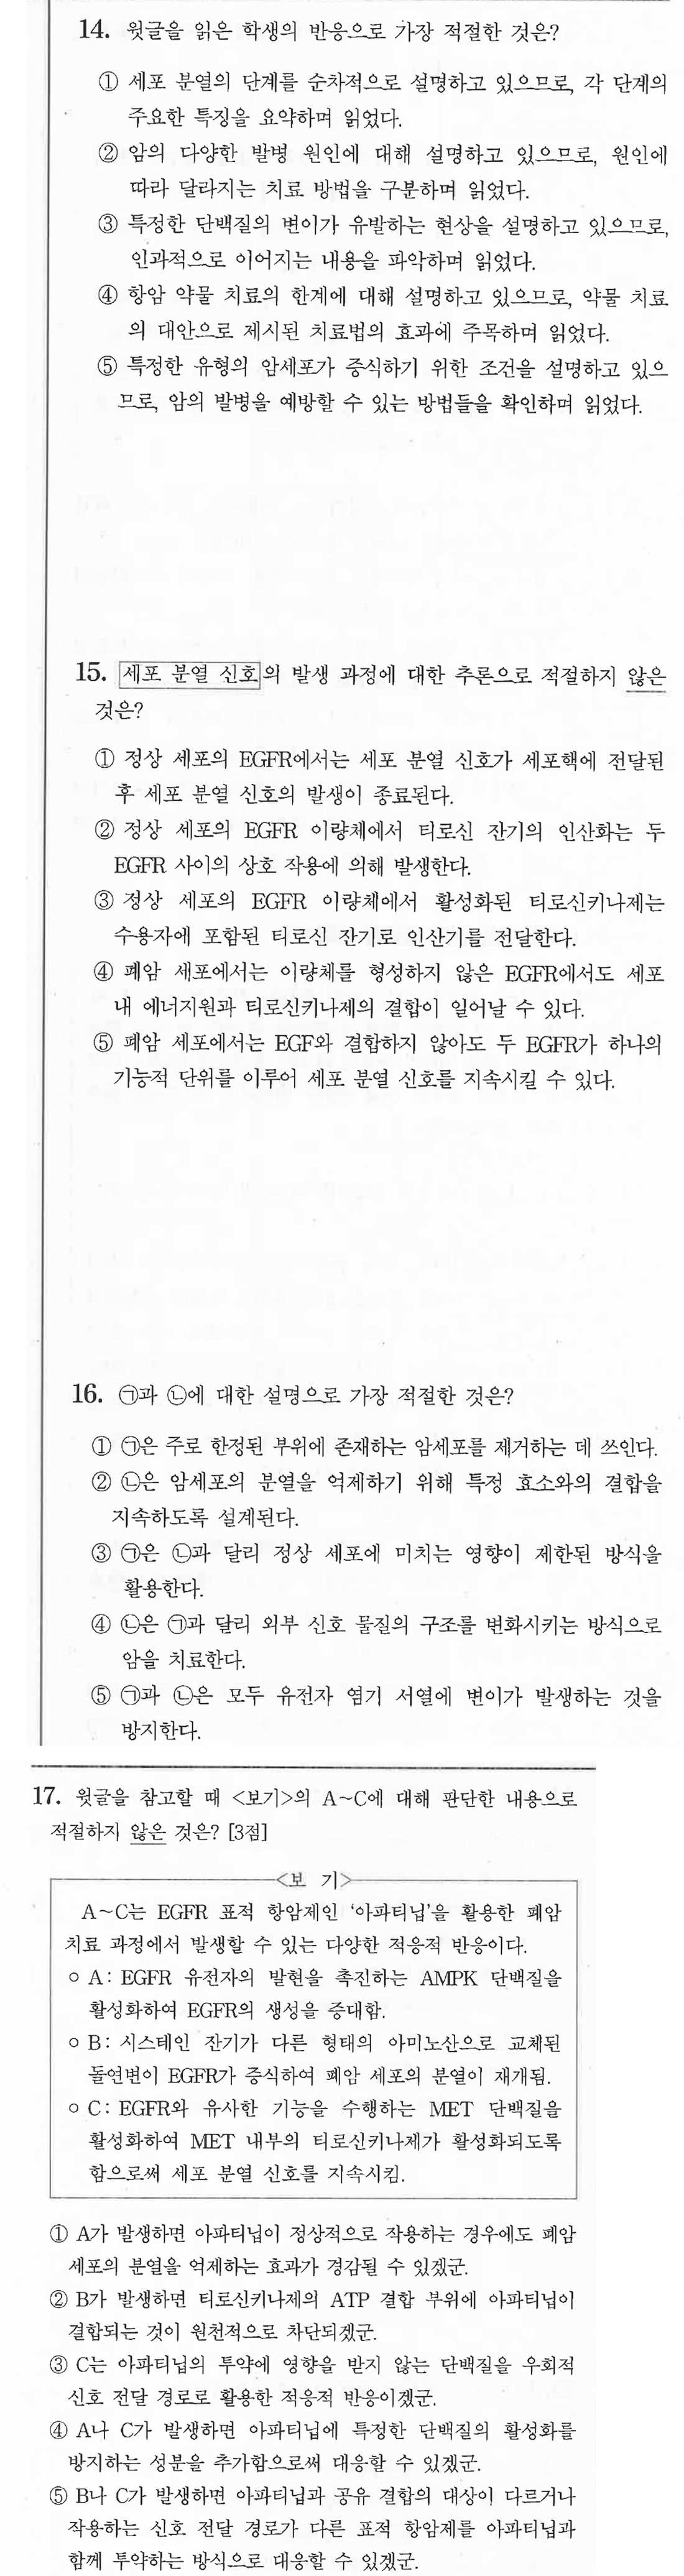 14. 윗글을 읽은 학생의 반응으로 가장 적절한 것은?
① 세포 분열의 단계를 순차적으로 설명하고 있으므로, 각 단계의
주요한 특징을 요약하며 읽었다.
② 암의 다양한 발병 원인에 대해 설명하고 있으므로, 원인에
따라 달라지는 치료 방법을 구분하며 읽었다.
③ 특정한 단백질의 변이가 유발하는 현상을 설명하고 있으므로,
인과적으로 이어지는 내용을 파악하며 읽었다.
④ 항암 약물 치료의 한계에 대해 설명하고 있으므로, 약물 치료
의 대안으로 제시된 치료법의 효과에 주목하며 읽었다.
⑤ 특정한 유형의 암세포가 증식하기 위한 조건을 설명하고 있으
므로, 암의 발병을 예방할 수 있는 방법들을 확인하며 읽었다.
15. 세포 분열 신호의 발생 과정에 대한 추론으로 적절하지 않은
것은?
① 정상 세포의 EGFR에서는 세포 분열 신호가 세포핵에 전달된
후 세포 분열 신호의 발생이 종료된다.
② 정상 세포의 EGFR 이량체에서 티로신 잔기의 인산화는 두
EGFR 사이의 상호 작용에 의해 발생한다.
③ 정상 세포의 EGFR 이량체에서 활성화된 티로신키나제는
수용자에 포함된 티로신 잔기로 인산기를 전달한다.
④ 폐암 세포에서는 이량체를 형성하지 않은 EGFR에서도 세포
내 에너지원과 티로신키나제의 결합이 일어날 수 있다.
⑤ 폐암 세포에서는 EGF와 결합하지 않아도 두 EGFR가 하나의
기능적 단위를 이루어 세포 분열 신호를 지속시킬 수 있다.
16. ㉠과 ㉡에 대한 설명으로 가장 적절한 것은?
① ㉠은 주로 한정된 부위에 존재하는 암세포를 제거하는 데 쓰인다.
② ㉡은 암세포의 분열을 억제하기 위해 특정 효소와의 결합을
지속하도록 설계된다.
③ ㉠은 ㉡과 달리 정상 세포에 미치는 영향이 제한된 방식을
활용한다.
④ ㉡은 ㉠과 달리 외부 신호 물질의 구조를 변화시키는 방식으로
암을 치료한다.
⑤ ㉠과 ㉡은 모두 유전자 염기 서열에 변이가 발생하는 것을
방지한다.
17. 윗글을 참고할 때 <보기>의 A~C에 대해 판단한 내용으로
적절하지 않은 것은? [3점]
<보 기>
A~C는 EGFR 표적 항암제인 ‘아파티닙’을 활용한 폐암
치료 과정에서 발생할 수 있는 다양한 적응적 반응이다.
○ A: EGFR 유전자의 발현을 촉진하는 AMPK 단백질을
활성화하여 EGFR의 생성을 증대함.
○ B: 시스테인 잔기가 다른 형태의 아미노산으로 교체된
돌연변이 EGFR가 증식하여 폐암 세포의 분열이 재개됨.
○ C: EGFR와 유사한 기능을 수행하는 MET 단백질을
활성화하여 MET 내부의 티로신키나제가 활성화되도록
함으로써 세포 분열 신호를 지속시킴.
① A가 발생하면 아파티닙이 정상적으로 작용하는 경우에도 폐암
세포의 분열을 억제하는 효과가 경감될 수 있겠군.
② B가 발생하면 티로신키나제의 ATP 결합 부위에 아파티닙이
결합되는 것이 원천적으로 차단되겠군.
③ C는 아파티닙의 투약에 영향을 받지 않는 단백질을 우회적
신호 전달 경로로 활용한 적응적 반응이겠군.
④ A나 C가 발생하면 아파티닙에 특정한 단백질의 활성화를
방지하는 성분을 추가함으로써 대응할 수 있겠군.
⑤ B나 C가 발생하면 아파티닙과 공유 결합의 대상이 다르거나
작용하는 신호 전달 경로가 다른 표적 항암제를 아파티닙과
함께 투약하는 방식으로 대응할 수 있겠군.